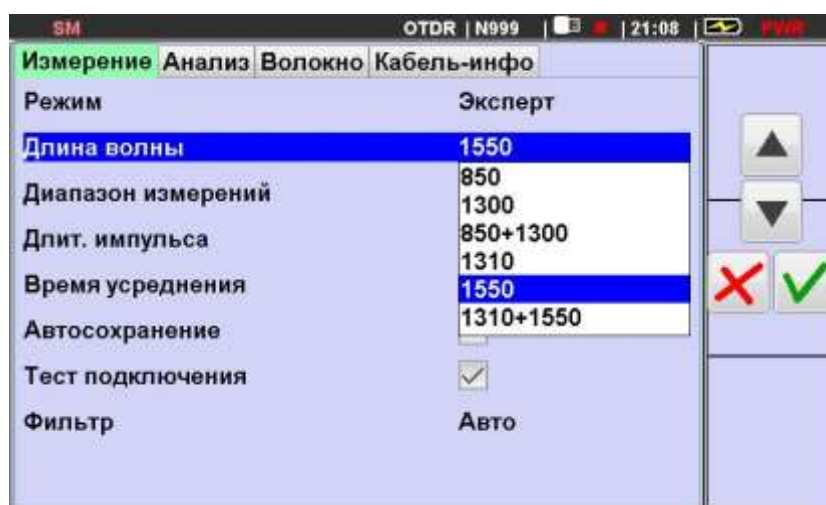 SM OTDR | N999 | | 21:08 | PWR
Измерение Анализ Волокно Кабель-инфо
Режим Эксперт
Длина волны 1550
850
Диапазон измерений
1300
Длит. импульса
850+1300
1310
Время усреднения
1550
1310+1550
Автосохранение
Тест подключения
Фильтр Авто